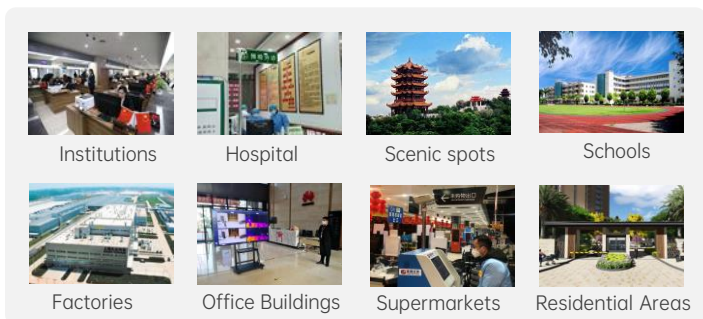 Institutions
Hospital
Scenic spots
Schools
Factories
Office Buildings
Supermarkets
Residential Areas